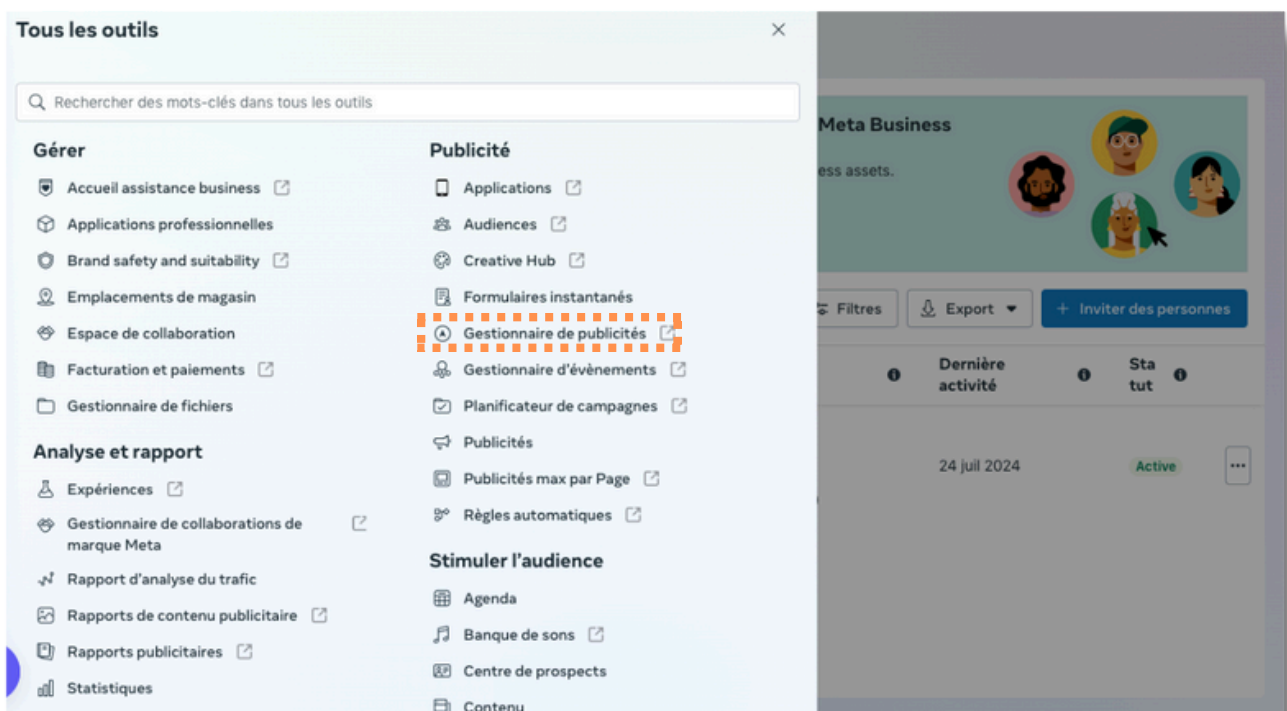 Tous les outils
Rechercher des mots-clés dans tous les outils
Gérer
Accueil assistance business
Applications professionnelles
Brand safety and suitability
Emplacements de magasin
Espace de collaboration
Facturation et paiements
Gestionnaire de fichiers
Analyse et rapport
Expériences
Gestionnaire de collaborations de
marque Meta
Rapport d'analyse du trafic
Rapports de contenu publicitaire
Rapports publicitaires
Statistiques
Publicité
Applications
Audiences
Creative Hub
Formulaires instantanés
Gestionnaire de publicités
Gestionnaire d'évènements
Planificateur de campagnes
Publicités
Publicités max par Page
Règles automatiques
Stimuler l'audience
Agenda
Banque de sons
Centre de prospects
Contenu
Meta Business
ess assets.
Filtres
Export
+ Inviter des personnes
Dernière
activité
Sta
tut
24 juil 2024
Active